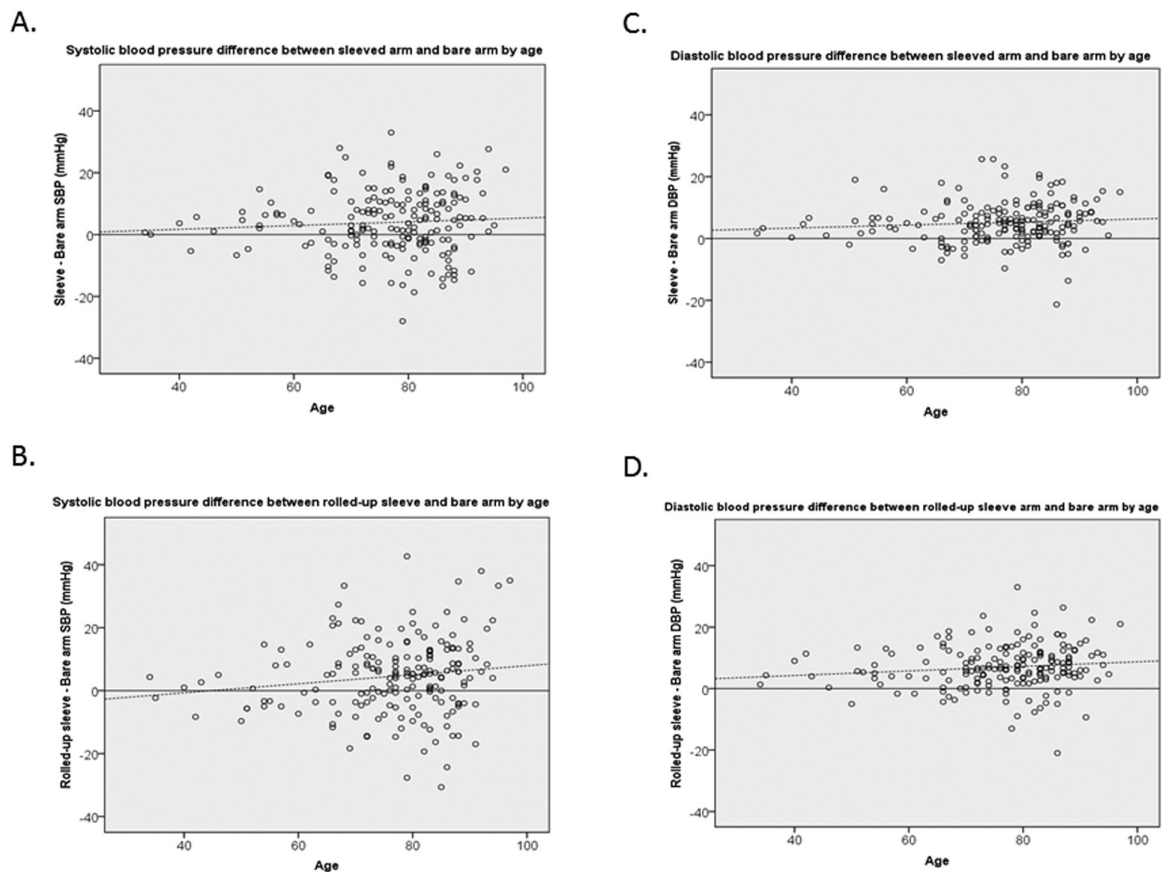 A.
Systolic blood pressure difference between sleeved arm and bare arm by age
Sleeve - Bare arm SBP (mmHg)
40
20
0
-20
-40
40 60 80 100
Age
B.
Systolic blood pressure difference between rolled-up sleeve and bare arm by age
Rolled-up sleeve - Bare arm SBP (mmHg)
40
20
0
-20
-40
40 60 80 100
Age
C.
Diastolic blood pressure difference between sleeved arm and bare arm by age
Sleeve - Bare arm DBP (mmHg)
40
20
0
-20
-40
40 60 80 100
Age
D.
Diastolic blood pressure difference between rolled-up sleeve arm and bare arm by age
Rolled-up sleeve - Bare arm DBP (mmHg)
40
20
0
-20
-40
40 60 80 100
Age